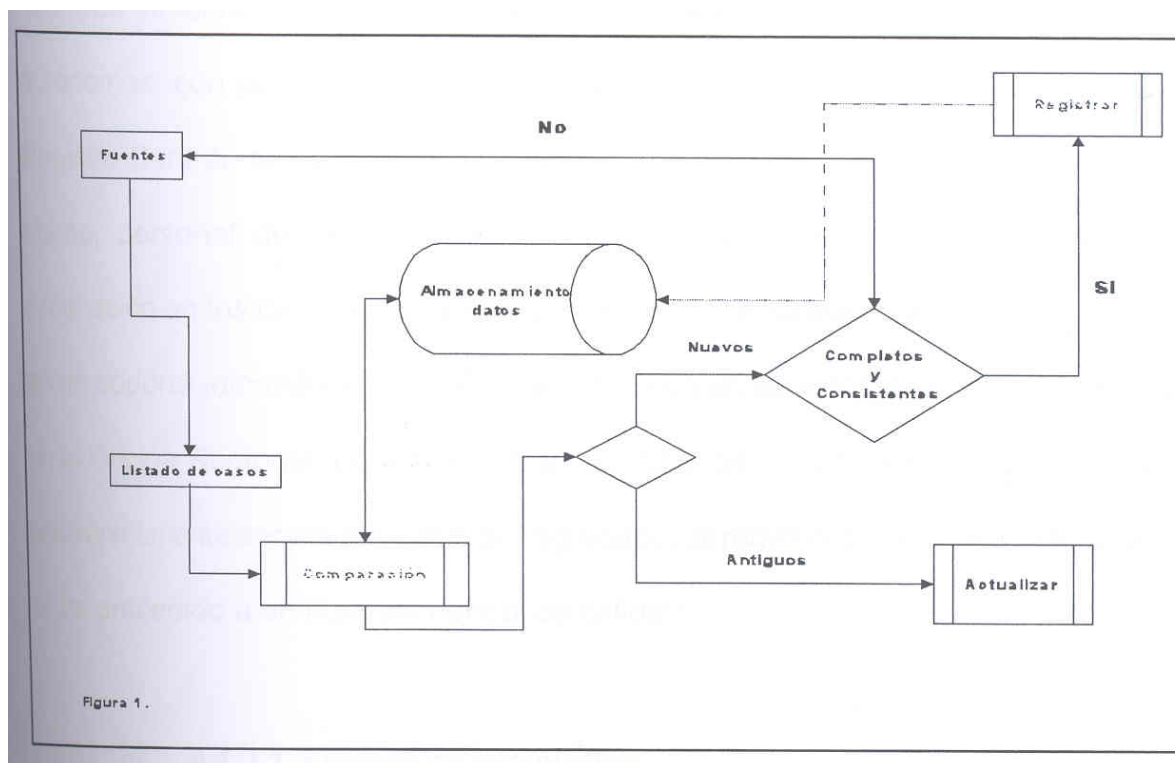 Registrar
No
Fuentes
Almacenamiento
datos
SI
Nuevos
Completos
y
Consistentes
Listado de casos
Comparación
Antiguos
Actualizar
Figura 1.